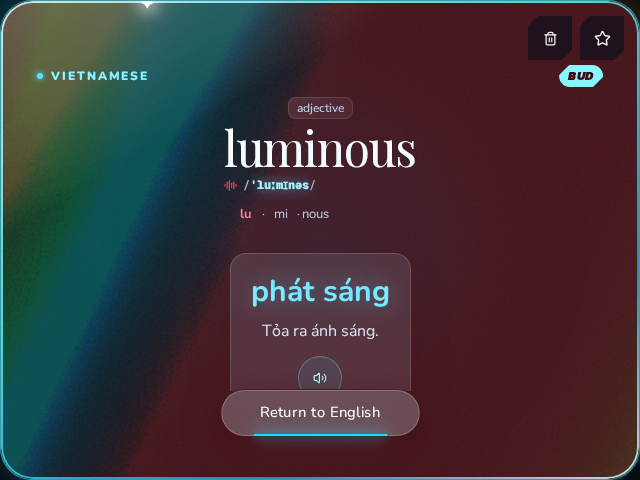 VIETNAMESE
BUD
adjective
luminous
/ˈluːmɪnəs/
lu · mi · nous
phát sáng
Tỏa ra ánh sáng.
Return to English